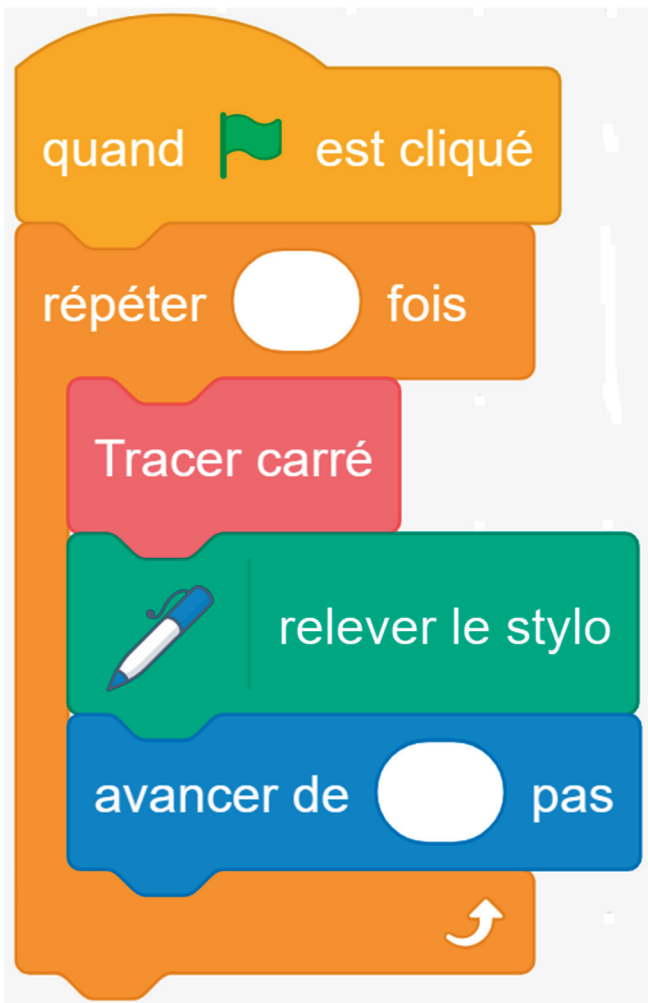 quand est cliqué
répéter fois
Tracer carré
relever le stylo
avancer de pas